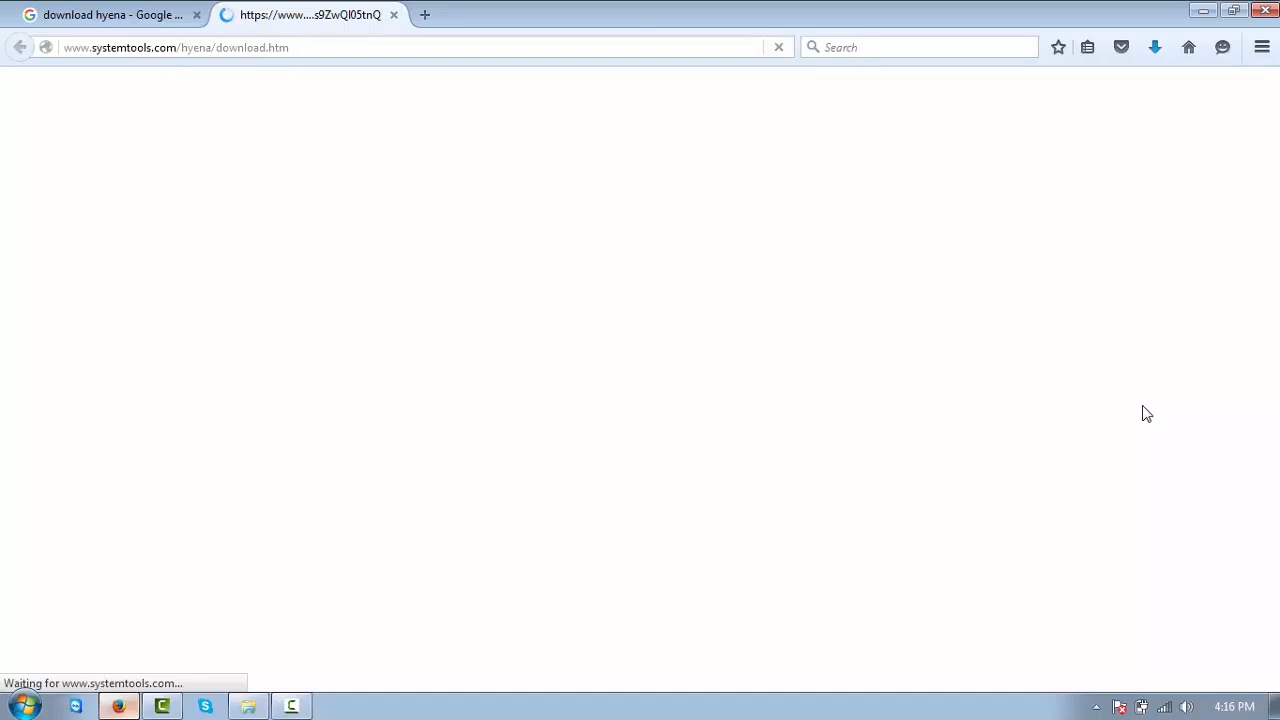 download hyena - Google ...
https://www....s9ZwQI05tnQ
www.systemtools.com/hyena/download.htm
Search
Waiting for www.systemtools.com...
4:16 PM